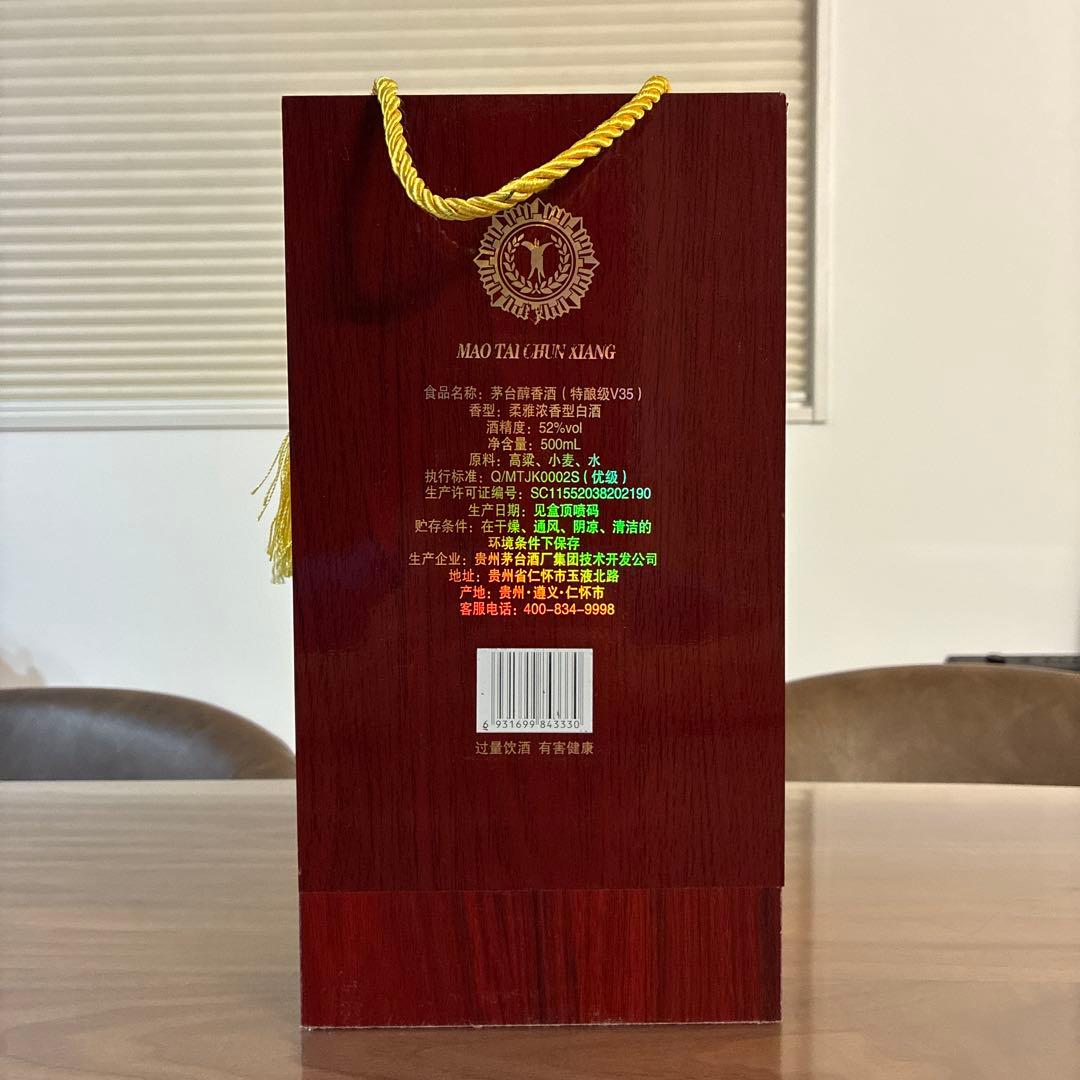 MAO TAI CHUN XIANG
食品名称：茅台醇香酒（特酿级V35）
香型：柔雅浓香型白酒
酒精度：52%vol
净含量：500mL
原料：高粱、小麦、水
执行标准：Q/MTJK0002S（优级）
生产许可证编号：SC11552038202190
生产日期：见盒顶喷码
贮存条件：在干燥、通风、阴凉、清洁的
环境条件下保存
生产企业：贵州茅台酒厂集团技术开发公司
地址：贵州省仁怀市玉液北路
产地：贵州·遵义·仁怀市
客服电话：400-834-9998
6 931699 843330
过量饮酒 有害健康